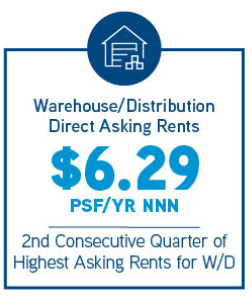 Warehouse/Distribution
Direct Asking Rents
$6.29
PSF/YR NNN
2nd Consecutive Quarter of
Highest Asking Rents for W/D